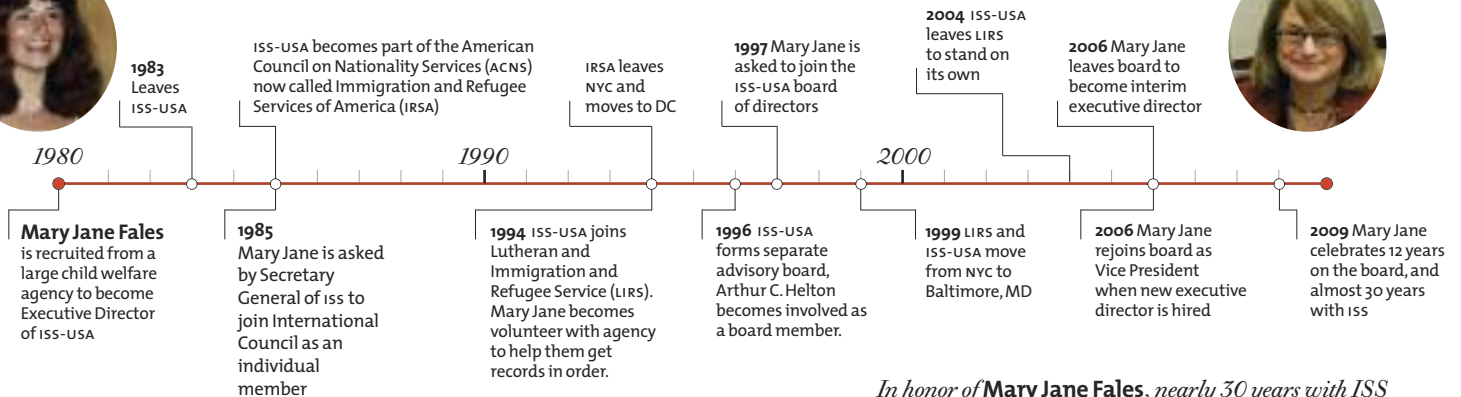 1983
Leaves
ISS-USA
ISS-USA becomes part of the American
Council on Nationality Services (ACNS)
now called Immigration and Refugee
Services of America (IRSA)
IRSA leaves
NYC and
moves to DC
1997 Mary Jane is
asked to join the
ISS-USA board
of directors
2004 ISS-USA
leaves LIRS
to stand on
its own
2006 Mary Jane
leaves board to
become interim
executive director
1980
1990
2000
Mary Jane Fales
is recruited from a
large child welfare
agency to become
Executive Director
of ISS-USA
1985
Mary Jane is asked
by Secretary
General of ISS to
join International
Council as an
individual
member
1994 ISS-USA joins
Lutheran and
Immigration and
Refugee Service (LIRS).
Mary Jane becomes
volunteer with agency
to help them get
records in order.
1996 ISS-USA
forms separate
advisory board,
Arthur C. Helton
becomes involved as
a board member.
1999 LIRS and
ISS-USA move
from NYC to
Baltimore, MD
2006 Mary Jane
rejoins board as
Vice President
when new executive
director is hired
2009 Mary Jane
celebrates 12 years
on the board, and
almost 30 years
with ISS
In honor of Mary Jane Fales, nearly 30 years with ISS